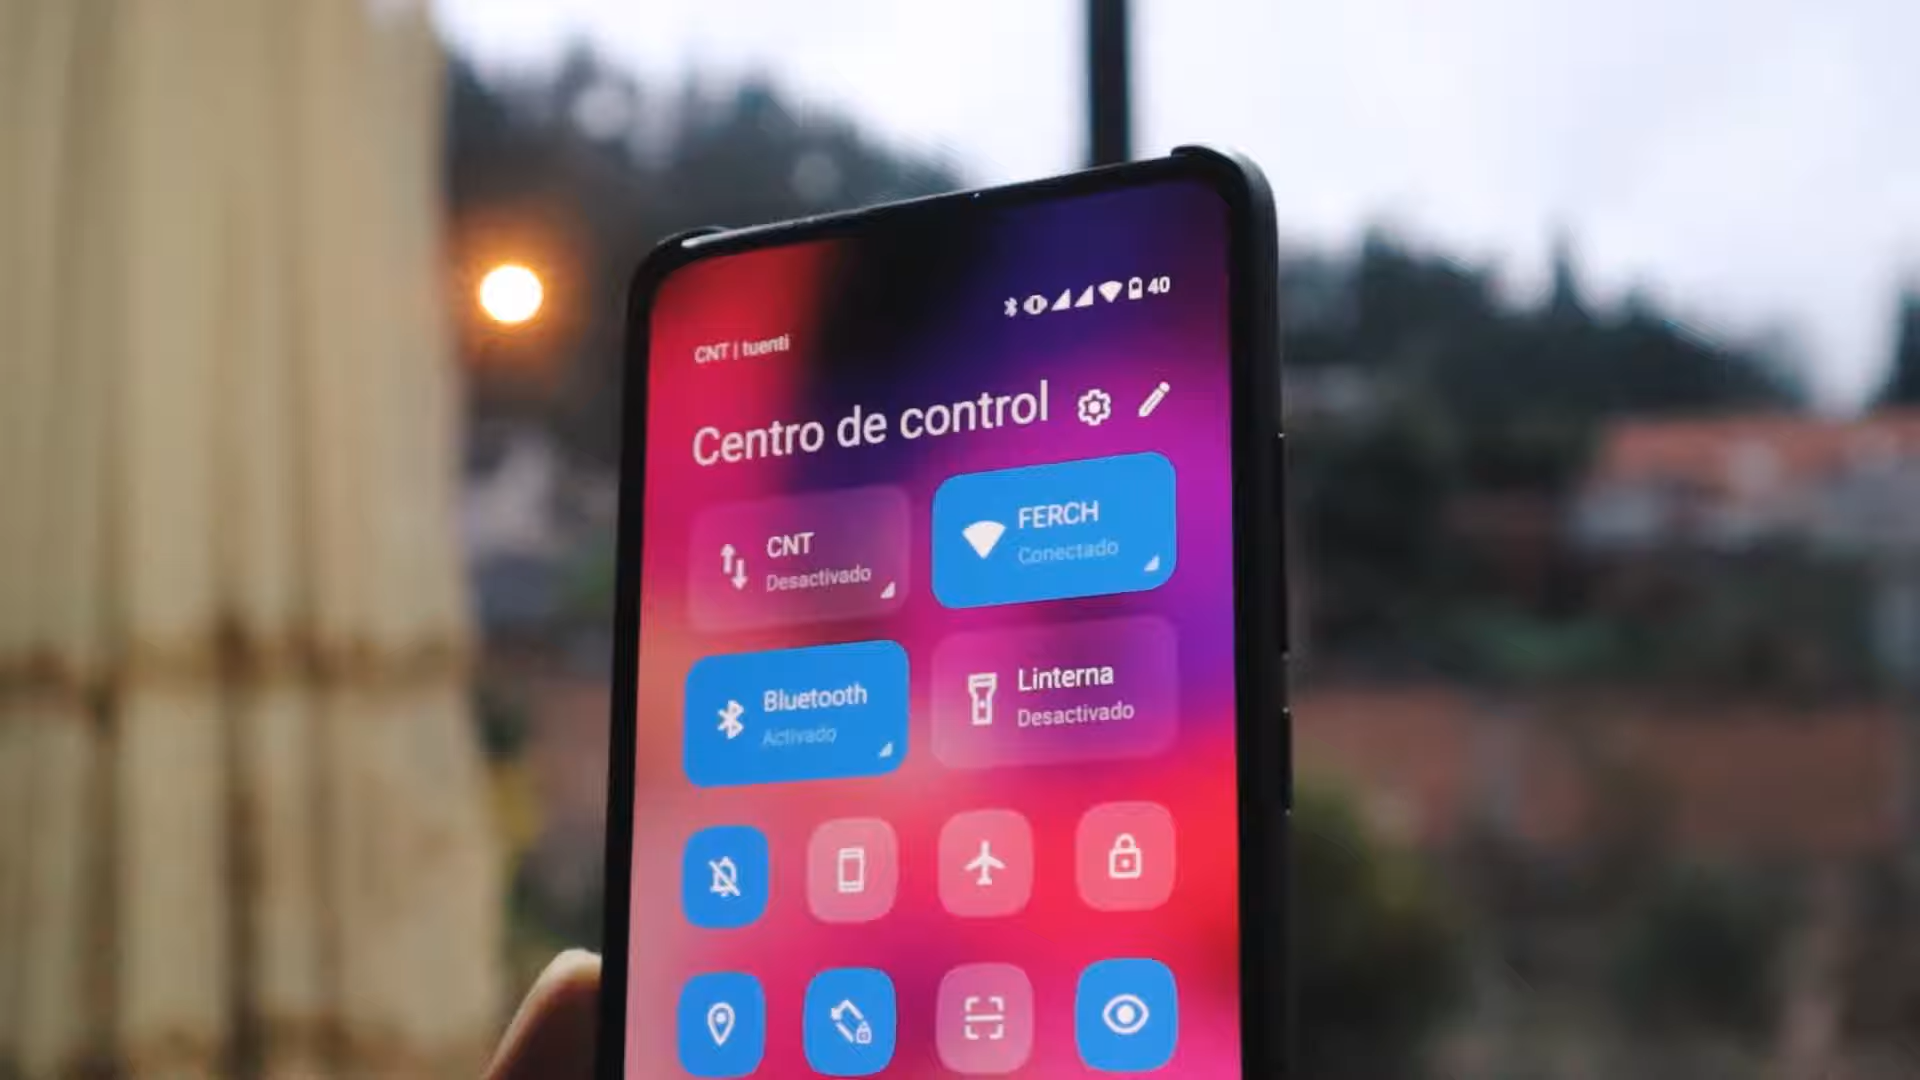 40
CNT | tuenti
Centro de control
CNT
Desactivado
FERCH
Conectado
Bluetooth
Activado
Linterna
Desactivado